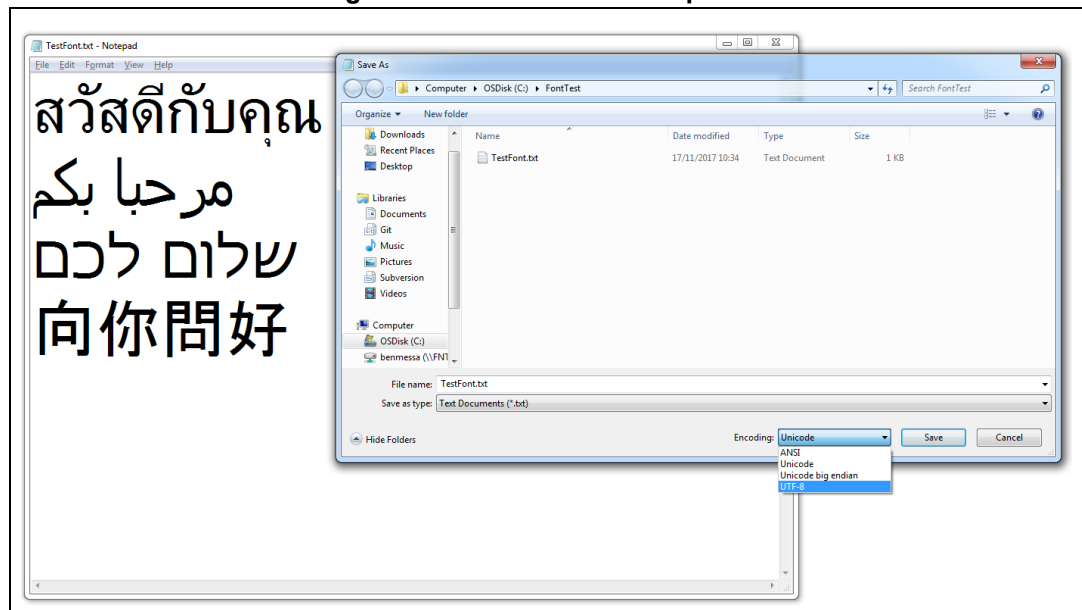 TestFont.txt - Notepad
File Edit Format View Help
สวัสดีกับคุณ
مرحبا بكم
שלום לכם
向你問好
Save As
Computer OSDisk (C:) FontTest
Search FontTest
Organize New folder
Downloads
Recent Places
Desktop
Libraries
Documents
Git
Music
Pictures
Subversion
Videos
Computer
OSDisk (C:)
benmessa (\\FN1
Name Date modified Type Size
TestFont.txt 17/11/2017 10:34 Text Document 1 KB
File name: TestFont.txt
Save as type: Text Documents (*.txt)
Hide Folders
Encoding: Unicode
Save Cancel
ANSI
Unicode
Unicode big endian
UTF-8